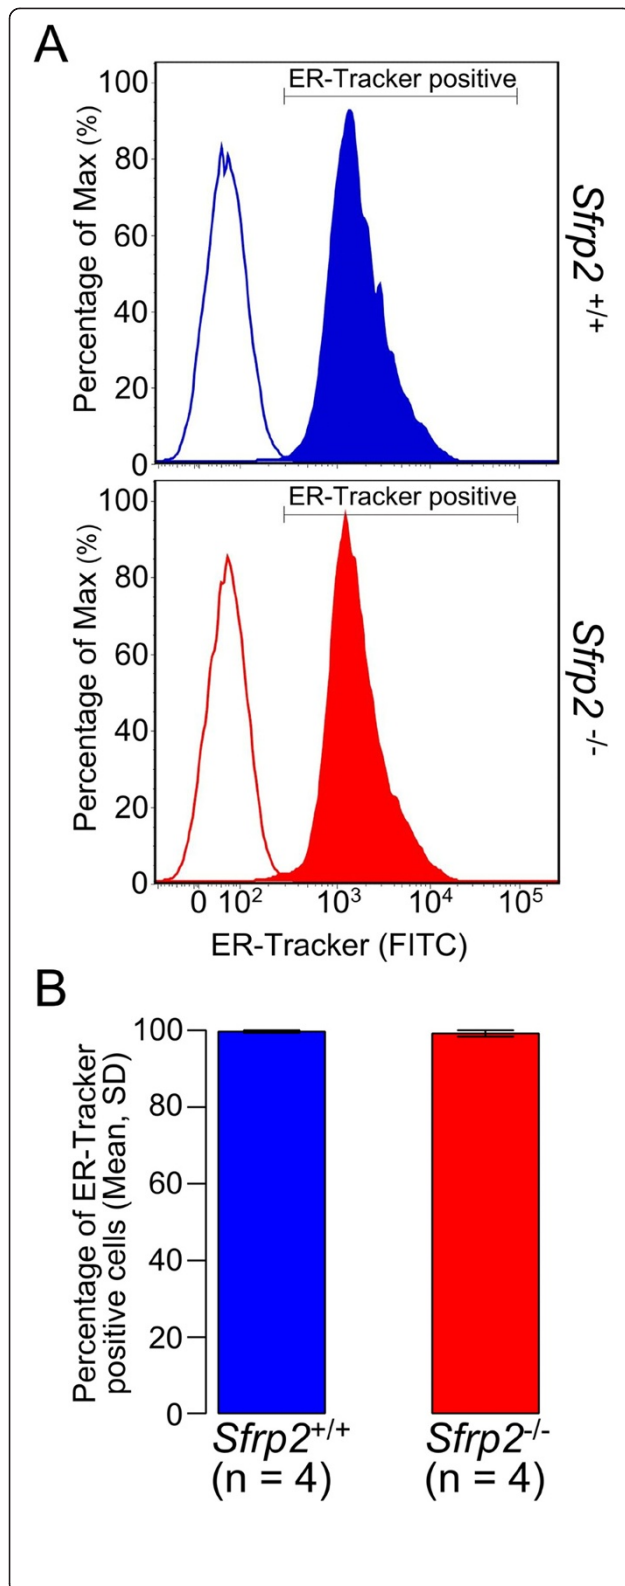 A
ER-Tracker positive
100
80
60
40
20
0
Percentage of Max (%)
Sfrp2 +/+
ER-Tracker positive
100
80
60
40
20
0
Percentage of Max (%)
Sfrp2 -/-
0 10² 10³ 10⁴ 10⁵
ER-Tracker (FITC)
B
Percentage of ER-Tracker
positive cells (Mean, SD)
100
80
60
40
20
0
Sfrp2+/+ Sfrp2-/-
(n = 4) (n = 4)